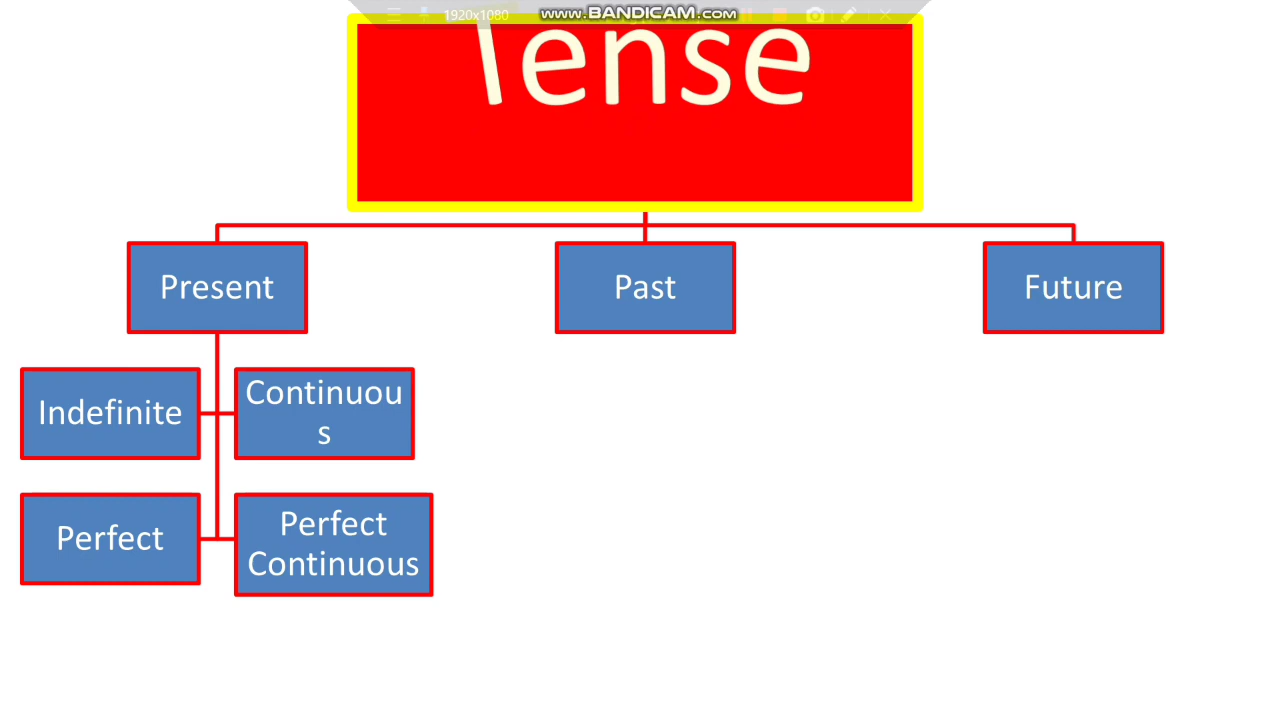 1920x1080
www.BANDICAM.com
Tense
Present
Past
Future
Indefinite
Continuou
s
Perfect
Perfect
Continuous